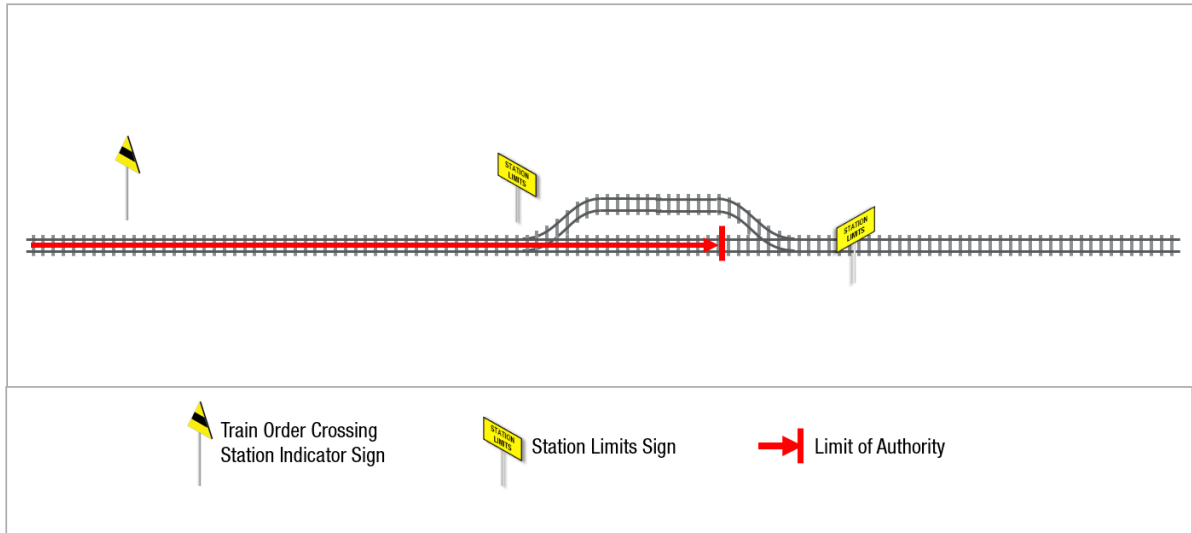 STATION
LIMITS
STATION
LIMITS
Train Order Crossing
Station Indicator Sign
STATION
LIMITS
Station Limits Sign
Limit of Authority